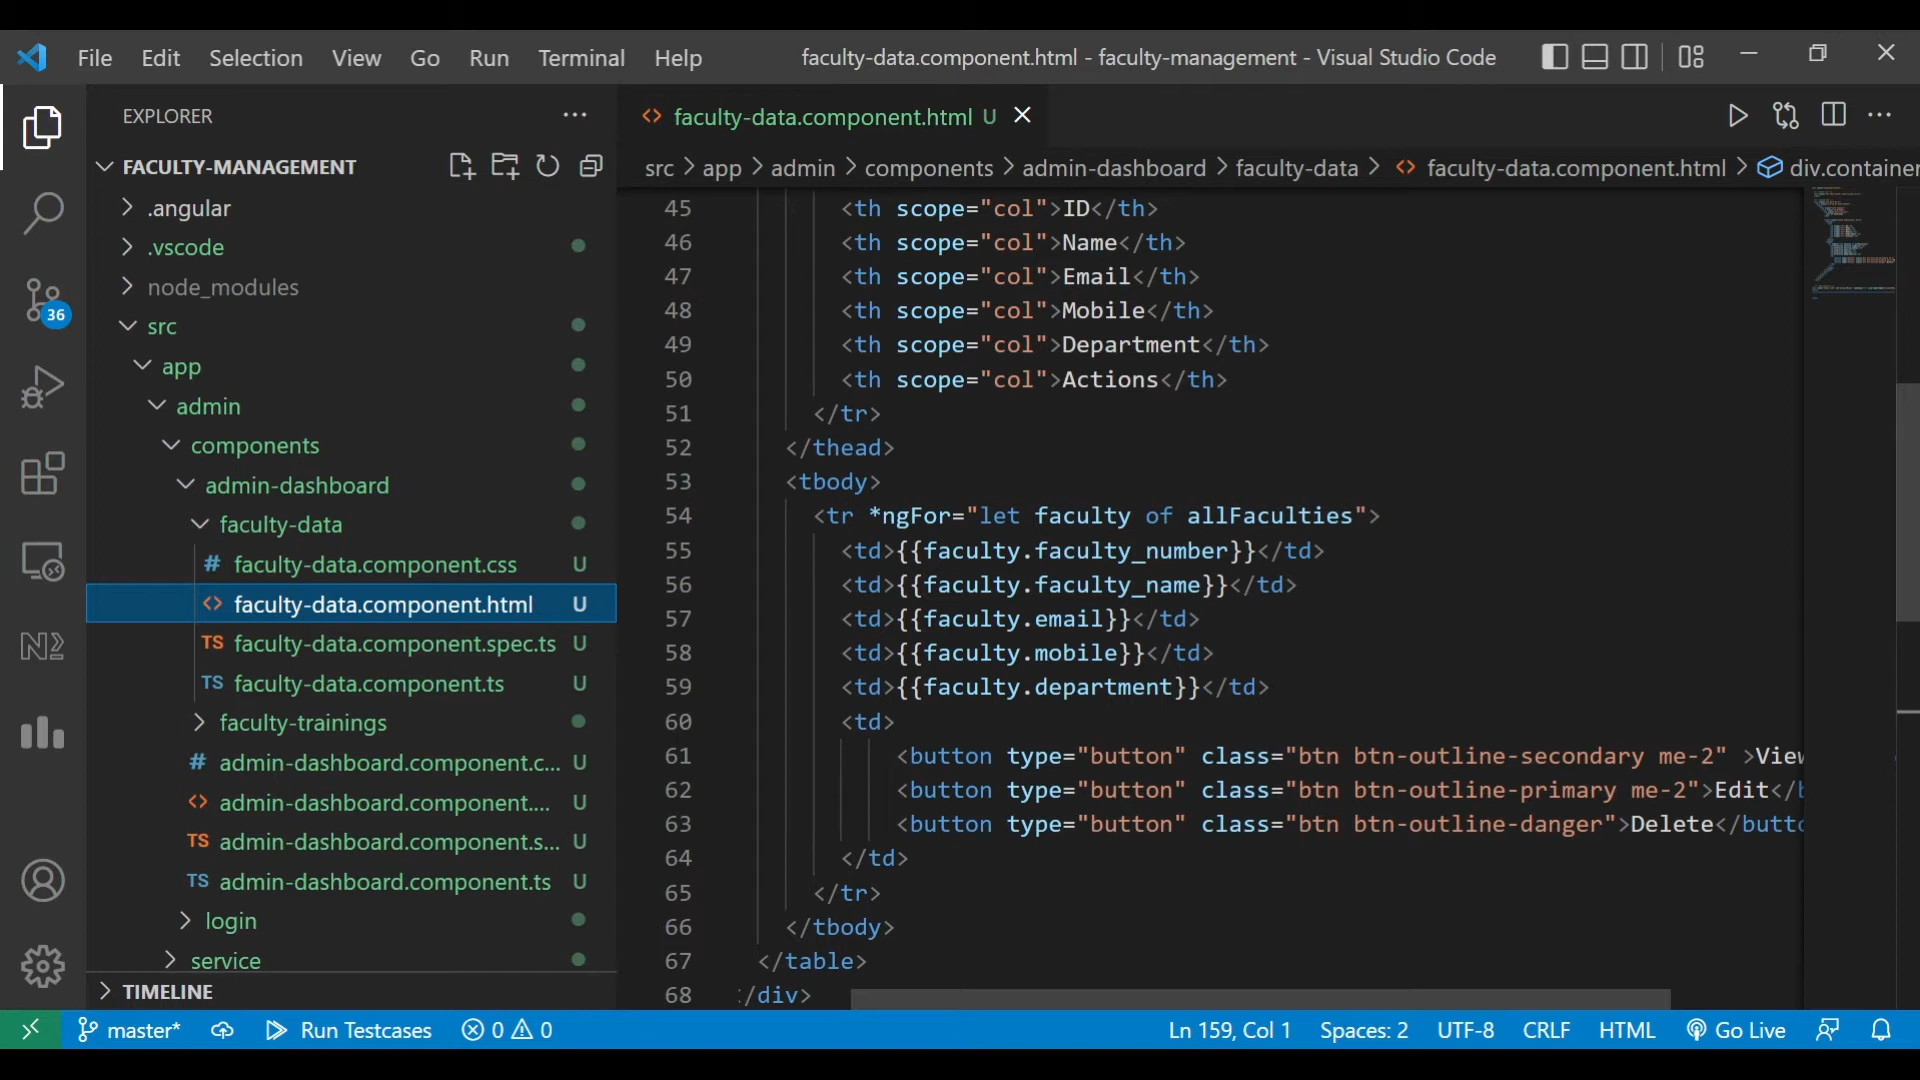 File Edit Selection View Go Run Terminal Help faculty-data.component.html - faculty-management - Visual Studio Code
EXPLORER
FACULTY-MANAGEMENT
.angular
.vscode
node_modules
src
app
admin
components
admin-dashboard
faculty-data
# faculty-data.component.css U
<> faculty-data.component.html U
TS faculty-data.component.spec.ts U
TS faculty-data.component.ts U
faculty-trainings
# admin-dashboard.component.c... U
<> admin-dashboard.component.... U
TS admin-dashboard.component.s... U
TS admin-dashboard.component.ts U
login
service
TIMELINE
36
<> faculty-data.component.html U
src > app > admin > components > admin-dashboard > faculty-data > <> faculty-data.component.html > div.container
45 <th scope="col">ID</th>
46 <th scope="col">Name</th>
47 <th scope="col">Email</th>
48 <th scope="col">Mobile</th>
49 <th scope="col">Department</th>
50 <th scope="col">Actions</th>
51 </tr>
52 </thead>
53 <tbody>
54 <tr *ngFor="let faculty of allFaculties">
55 <td>{{faculty.faculty_number}}</td>
56 <td>{{faculty.faculty_name}}</td>
57 <td>{{faculty.email}}</td>
58 <td>{{faculty.mobile}}</td>
59 <td>{{faculty.department}}</td>
60 <td>
61 <button type="button" class="btn btn-outline-secondary me-2" >View
62 <button type="button" class="btn btn-outline-primary me-2">Edit</b
63 <button type="button" class="btn btn-outline-danger">Delete</butto
64 </td>
65 </tr>
66 </tbody>
67 </table>
68 /div>
master* Run Testcases 0 0 Ln 159, Col 1 Spaces: 2 UTF-8 CRLF HTML Go Live